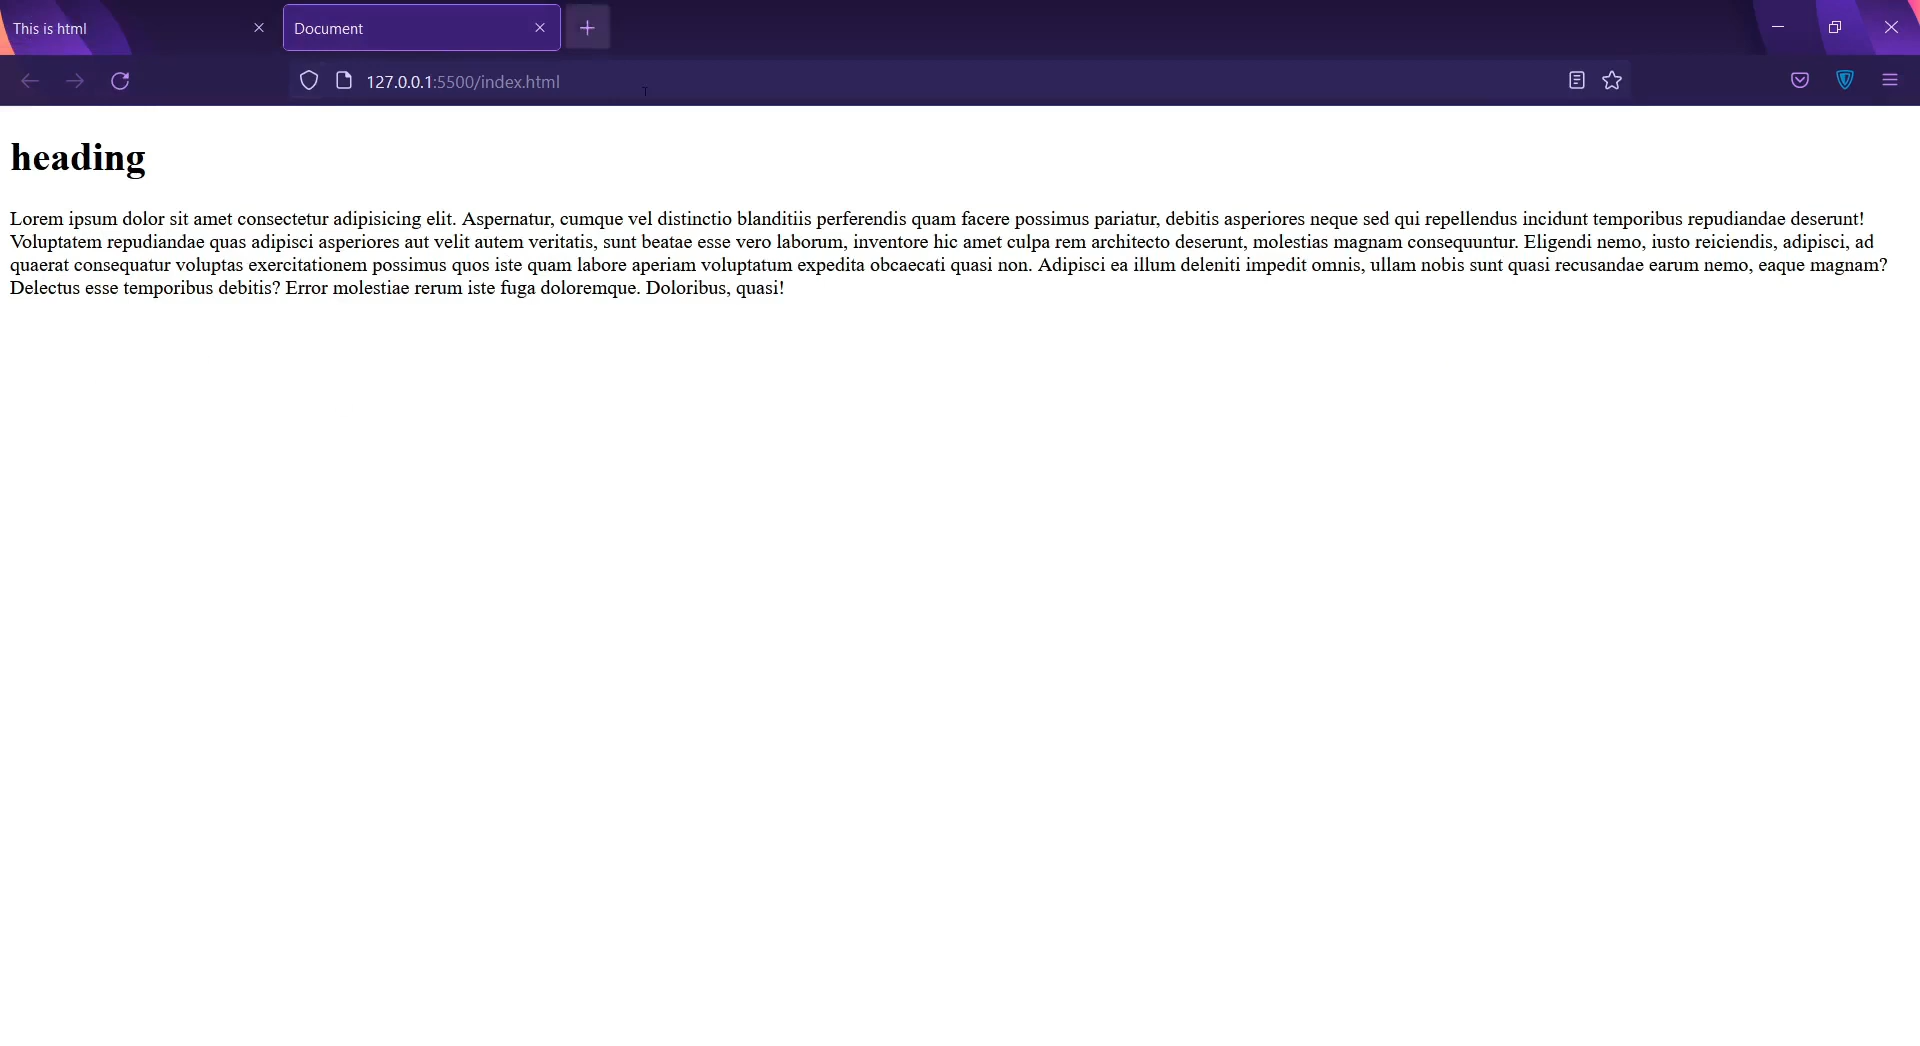 This is html
Document
127.0.0.1:5500/index.html
heading
Lorem ipsum dolor sit amet consectetur adipisicing elit. Aspernatur, cumque vel distinctio blanditiis perferendis quam facere possimus pariatur, debitis asperiores neque sed qui repellendus incidunt temporibus repudiandae deserunt!
Voluptatem repudiandae quas adipisci asperiores aut velit autem veritatis, sunt beatae esse vero laborum, inventore hic amet culpa rem architecto deserunt, molestias magnam consequuntur. Eligendi nemo, iusto reiciendis, adipisci, ad
quaerat consequatur voluptas exercitationem possimus quos iste quam labore aperiam voluptatum expedita obcaecati quasi non. Adipisci ea illum deleniti impedit omnis, ullam nobis sunt quasi recusandae earum nemo, eaque magnam?
Delectus esse temporibus debitis? Error molestiae rerum iste fuga doloremque. Doloribus, quasi!